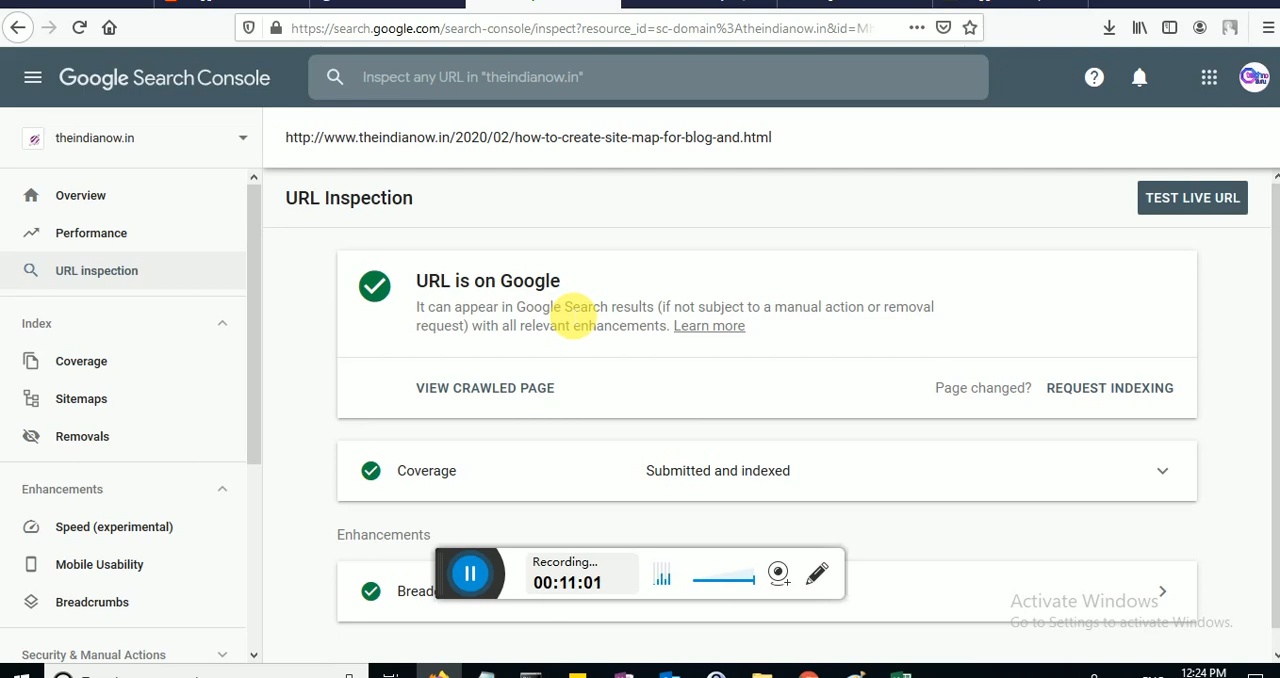 https://search.google.com/search-console/inspect?resource_id=sc-domain%3Atheindianow.in&id=M
Google Search Console
Inspect any URL in "theindianow.in"
theindianow.in
http://www.theindianow.in/2020/02/how-to-create-site-map-for-blog-and.html
Overview
Performance
URL inspection
Index
Coverage
Sitemaps
Removals
Enhancements
Speed (experimental)
Mobile Usability
Breadcrumbs
Security & Manual Actions
URL Inspection
TEST LIVE URL
URL is on Google
It can appear in Google Search results (if not subject to a manual action or removal
request) with all relevant enhancements. Learn more
VIEW CRAWLED PAGE
Page changed? REQUEST INDEXING
Coverage Submitted and indexed
Enhancements
Recording...
00:11:01
Activate Windows
Go to Settings to activate Windows.
12:24 PM